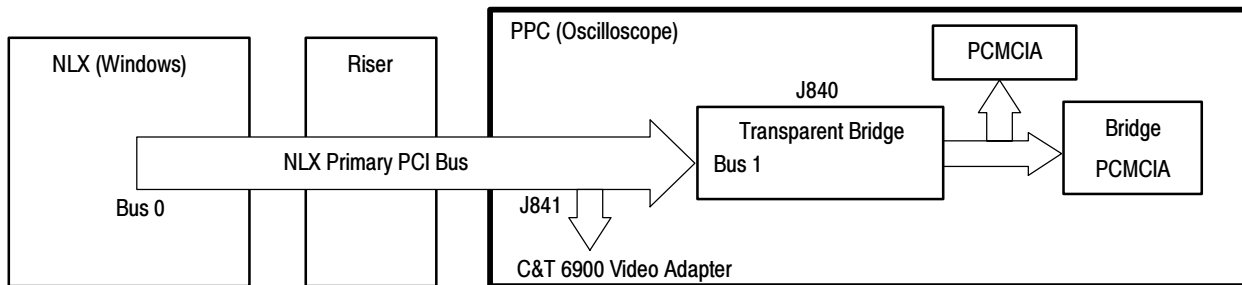 PPC (Oscilloscope)
NLX (Windows)
Riser
PCMCIA
J840
Transparent Bridge
Bus 1
Bridge
PCMCIA
NLX Primary PCI Bus
Bus 0
J841
C&T 6900 Video Adapter